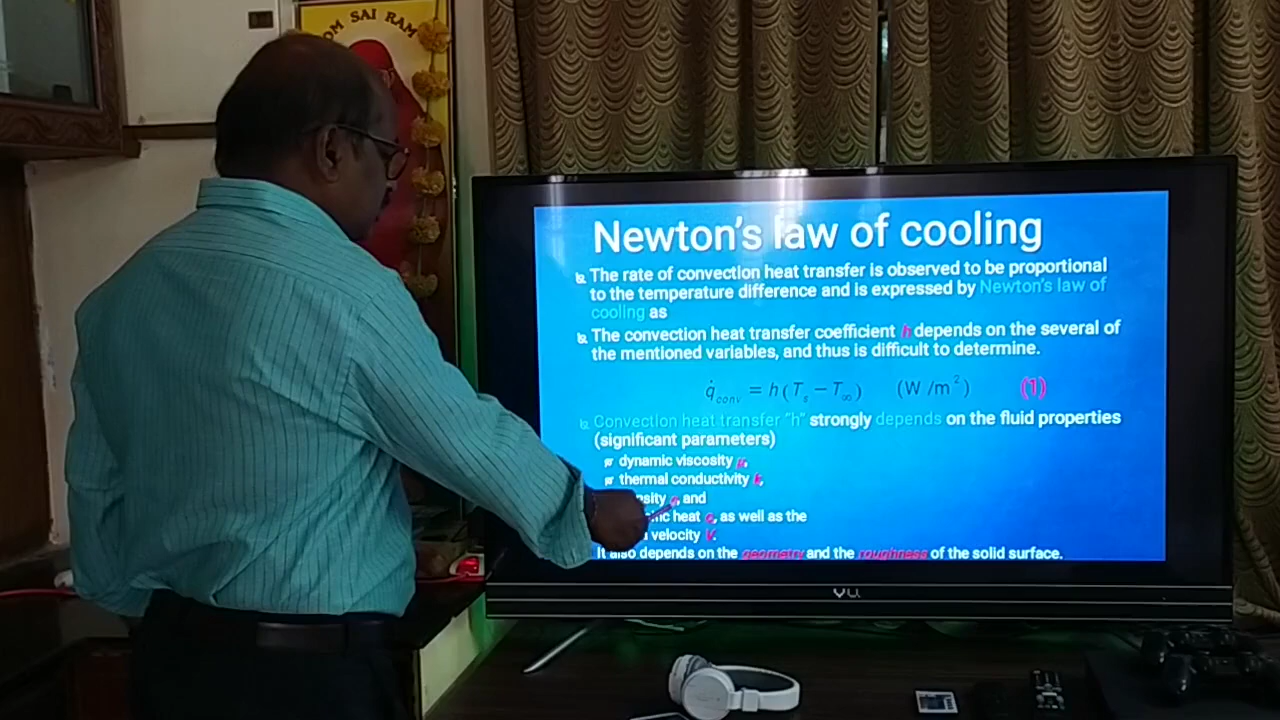 OM SAI RAM
Newton's law of cooling
The rate of convection heat transfer is observed to be proportional
to the temperature difference and is expressed by Newton's law of
cooling as
The convection heat transfer coefficient h depends on the several of
the mentioned variables, and thus is difficult to determine.
q̇conv = h(Ts − T∞) (W/m²) (1)
Convection heat transfer "h" strongly depends on the fluid properties
(significant parameters)
dynamic viscosity μ,
thermal conductivity k,
and
heat as well as the
velocity V.
It also depends on the geometry and the roughness of the solid surface.
VU